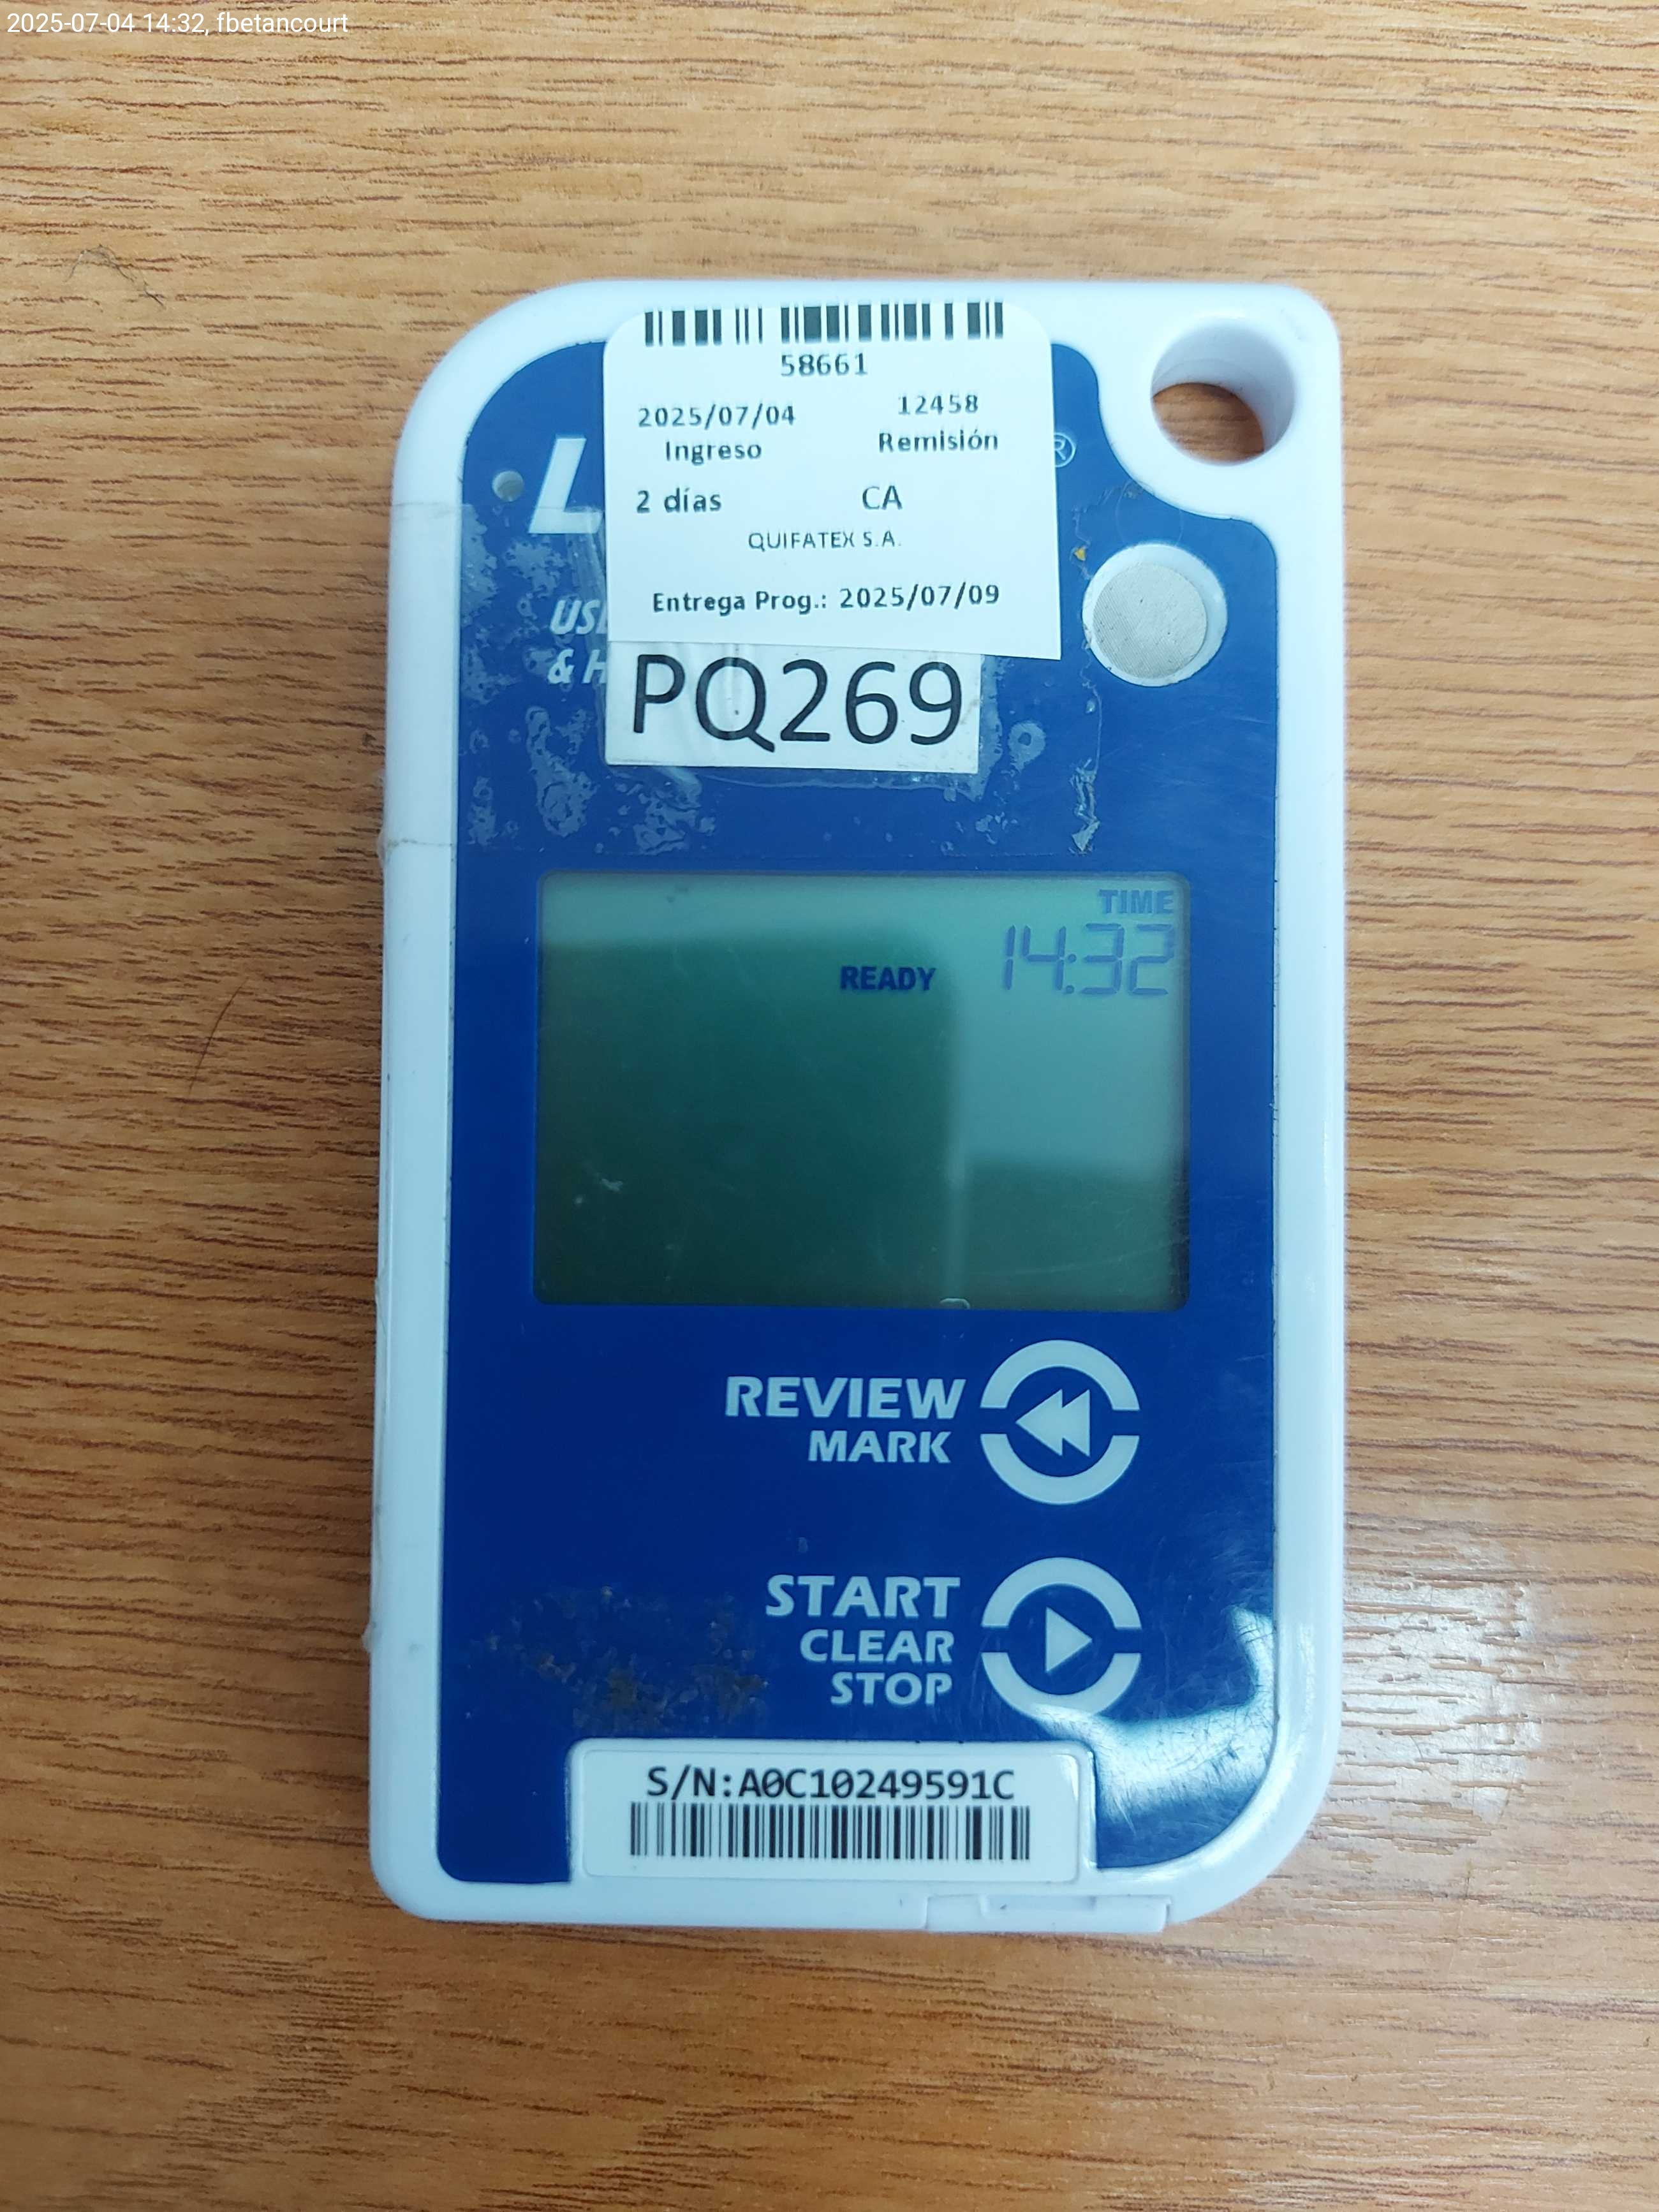 2025-07-04 14:32, fbetancourt
58661
2025/07/04 12458
Ingreso Remisión
2 días CA
QUIFATEX S.A.
Entrega Prog.: 2025/07/09
®
PQ269
TIME
14:32
READY
REVIEW
MARK
START
CLEAR
STOP
S/N:A0C10249591C